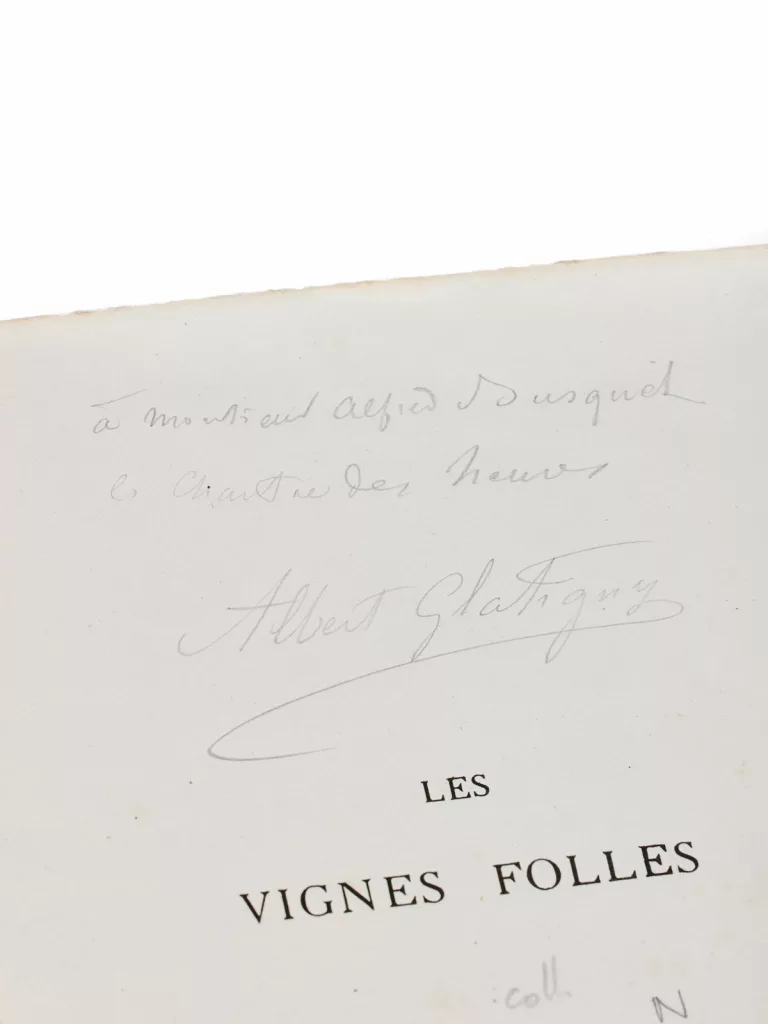 à monsieur alfred Busquet
le Chantre des heures
Albert Glatigny
LES
VIGNES FOLLES
coll.
N